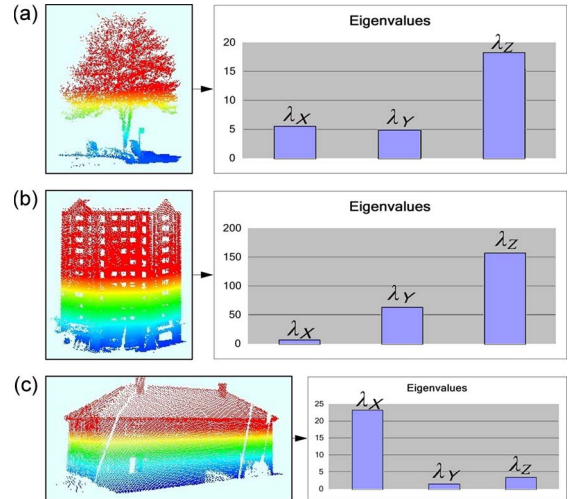 (a)
Eigenvalues
20
15
10
5
0
λX
λY
λZ
(b)
Eigenvalues
200
150
100
50
0
λX
λY
λZ
(c)
Eigenvalues
25
20
15
10
5
0
λX
λY
λZ